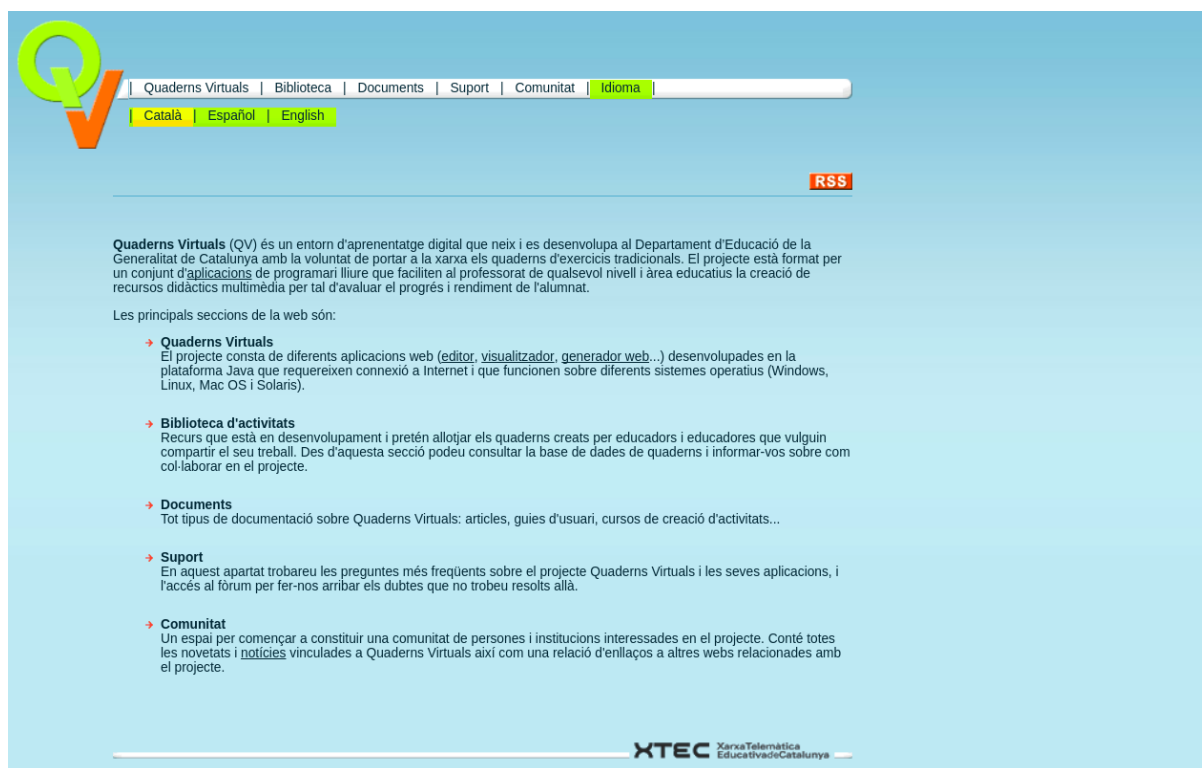 QV
| Quaderns Virtuals | Biblioteca | Documents | Suport | Comunitat | Idioma |
| Català | Español | English
RSS
Quaderns Virtuals (QV) és un entorn d'aprenentatge digital que neix i es desenvolupa al Departament d'Educació de la
Generalitat de Catalunya amb la voluntat de portar a la xarxa els quaderns d'exercicis tradicionals. El projecte està format per
un conjunt d'aplicacions de programari lliure que faciliten al professorat de qualsevol nivell i àrea educatius la creació de
recursos didàctics multimèdia per tal d'avaluar el progrés i rendiment de l'alumnat.
Les principals seccions de la web són:
Quaderns Virtuals
El projecte consta de diferents aplicacions web (editor, visualitzador, generador web...) desenvolupades en la
plataforma Java que requereixen connexió a Internet i que funcionen sobre diferents sistemes operatius (Windows,
Linux, Mac OS i Solaris).
Biblioteca d'activitats
Recurs que està en desenvolupament i pretén allotjar els quaderns creats per educadors i educadores que vulguin
compartir el seu treball. Des d'aquesta secció podeu consultar la base de dades de quaderns i informar-vos sobre com
col·laborar en el projecte.
Documents
Tot tipus de documentació sobre Quaderns Virtuals: articles, guies d'usuari, cursos de creació d'activitats...
Suport
En aquest apartat trobareu les preguntes més freqüents sobre el projecte Quaderns Virtuals i les seves aplicacions, i
l'accés al fòrum per fer-nos arribar els dubtes que no trobeu resolts allà.
Comunitat
Un espai per començar a constituir una comunitat de persones i institucions interessades en el projecte. Conté totes
les novetats i notícies vinculades a Quaderns Virtuals així com una relació d'enllaços a altres webs relacionades amb
el projecte.
XTEC XarxaTelemàtica
EducativadeCatalunya